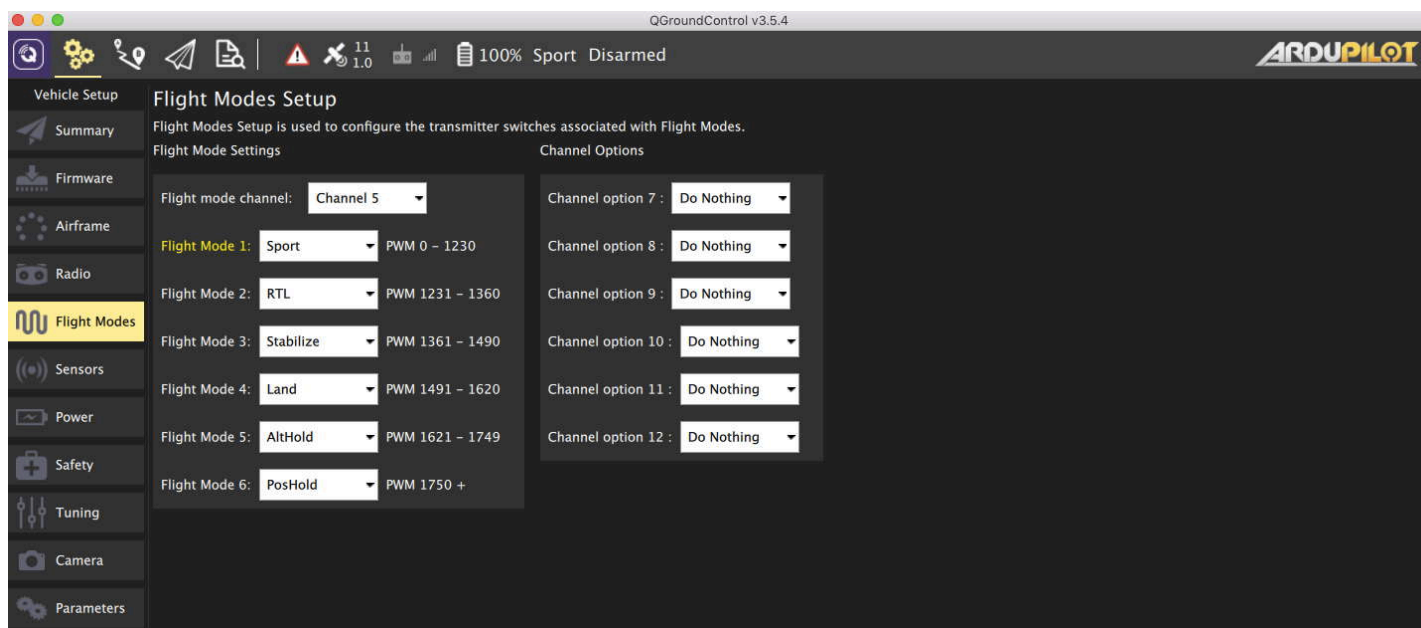 QGroundControl v3.5.4
11
1.0
100% Sport Disarmed
ARDUPILOT
Vehicle Setup
Summary
Firmware
Airframe
Radio
Flight Modes
Sensors
Power
Safety
Tuning
Camera
Parameters
Flight Modes Setup
Flight Modes Setup is used to configure the transmitter switches associated with Flight Modes.
Flight Mode Settings
Flight mode channel: Channel 5
Flight Mode 1: Sport PWM 0 – 1230
Flight Mode 2: RTL PWM 1231 – 1360
Flight Mode 3: Stabilize PWM 1361 – 1490
Flight Mode 4: Land PWM 1491 – 1620
Flight Mode 5: AltHold PWM 1621 – 1749
Flight Mode 6: PosHold PWM 1750 +
Channel Options
Channel option 7 : Do Nothing
Channel option 8 : Do Nothing
Channel option 9 : Do Nothing
Channel option 10 : Do Nothing
Channel option 11 : Do Nothing
Channel option 12 : Do Nothing